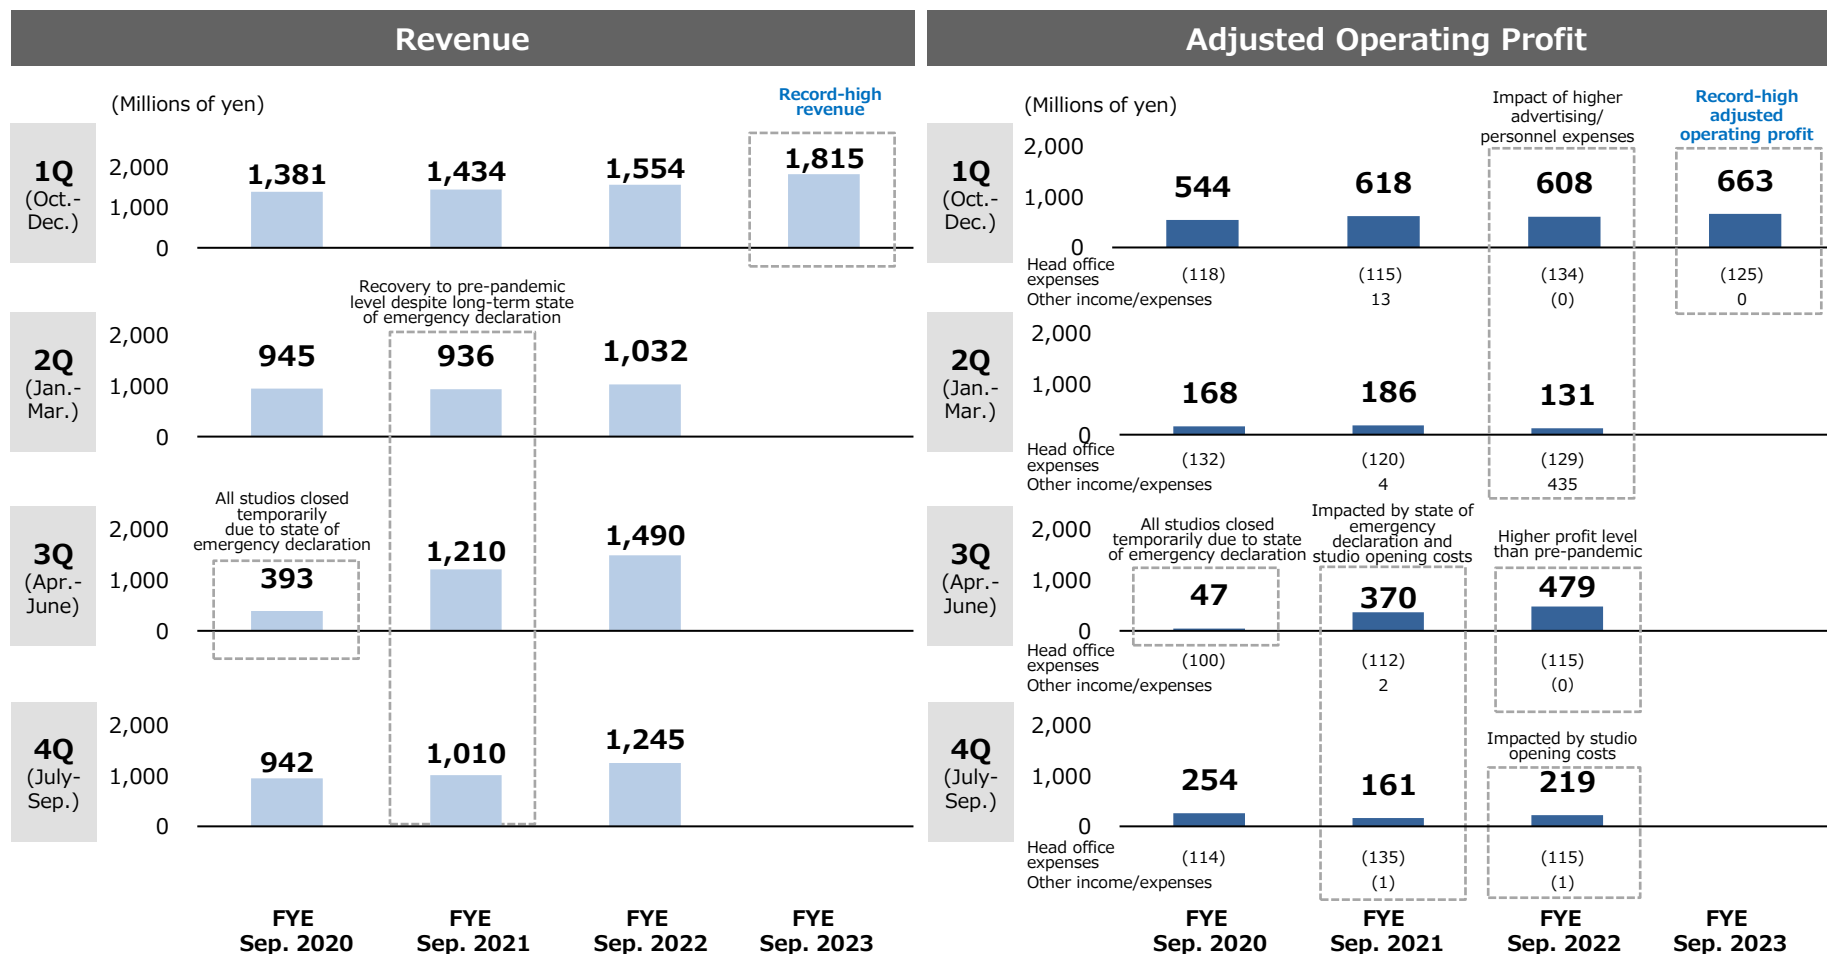 Revenue
(Millions of yen)
Record-high
revenue
1Q
(Oct.-
Dec.)
2,000
1,000
0
1,381
1,434
1,554
1,815
Recovery to pre-pandemic
level despite long-term state
of emergency declaration
2Q
(Jan.-
Mar.)
2,000
1,000
0
945
936
1,032
All studios closed
temporarily
due to state of
emergency declaration
3Q
(Apr.-
June)
2,000
1,000
0
393
1,210
1,490
4Q
(July-
Sep.)
2,000
1,000
0
942
1,010
1,245
FYE
Sep. 2020
FYE
Sep. 2021
FYE
Sep. 2022
FYE
Sep. 2023
Adjusted Operating Profit
(Millions of yen)
Impact of higher
advertising/
personnel expenses
Record-high
adjusted
operating profit
1Q
(Oct.-
Dec.)
2,000
1,000
0
544
618
608
663
Head office
expenses
(118)
(115)
(134)
(125)
Other income/expenses
13
(0)
0
2Q
(Jan.-
Mar.)
2,000
1,000
0
168
186
131
Head office
expenses
(132)
(120)
(129)
Other income/expenses
4
435
All studios closed
temporarily due to state
of emergency declaration
Impacted by state of
emergency
declaration and
studio opening costs
Higher profit level
than pre-pandemic
3Q
(Apr.-
June)
2,000
1,000
0
47
370
479
Head office
expenses
(100)
(112)
(115)
Other income/expenses
2
(0)
Impacted by studio
opening costs
4Q
(July-
Sep.)
2,000
1,000
0
254
161
219
Head office
expenses
(114)
(135)
(115)
Other income/expenses
(1)
(1)
FYE
Sep. 2020
FYE
Sep. 2021
FYE
Sep. 2022
FYE
Sep. 2023